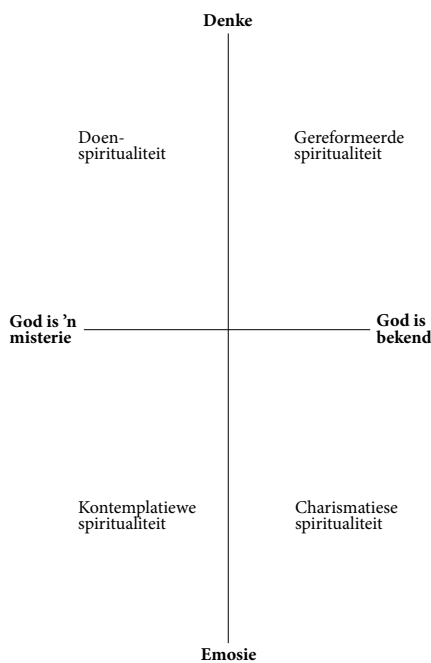 Denke
Doen-
spiritualiteit
Gereformeerde
spiritualiteit
God is ’n
misterie
God is
bekend
Kontemplatiewe
spiritualiteit
Charismatiese
spiritualiteit
Emosie